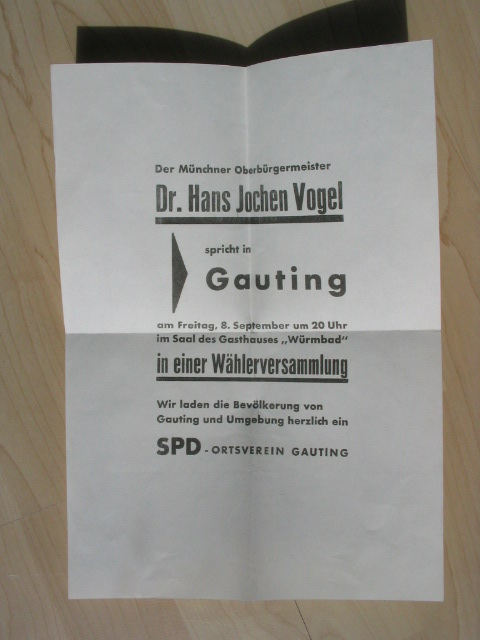 Der Münchner Oberbürgermeister
Dr. Hans Jochen Vogel
spricht in
Gauting
am Freitag, 8. September um 20 Uhr
im Saal des Gasthauses „Würmbad“
in einer Wählerversammlung
Wir laden die Bevölkerung von
Gauting und Umgebung herzlich ein
SPD - ORTSVEREIN GAUTING